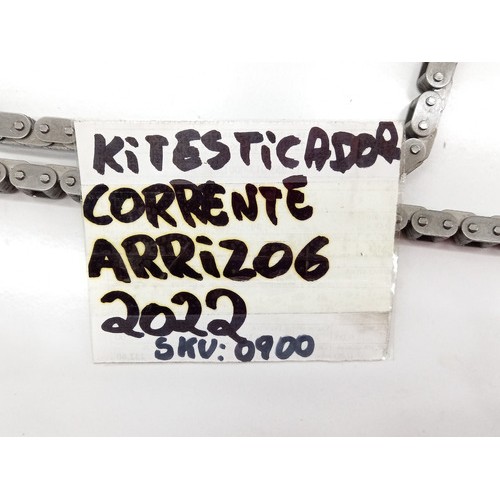 KiTESTiCADOR
CORRENTE
ARRiZO6
2022
SKU: 0900